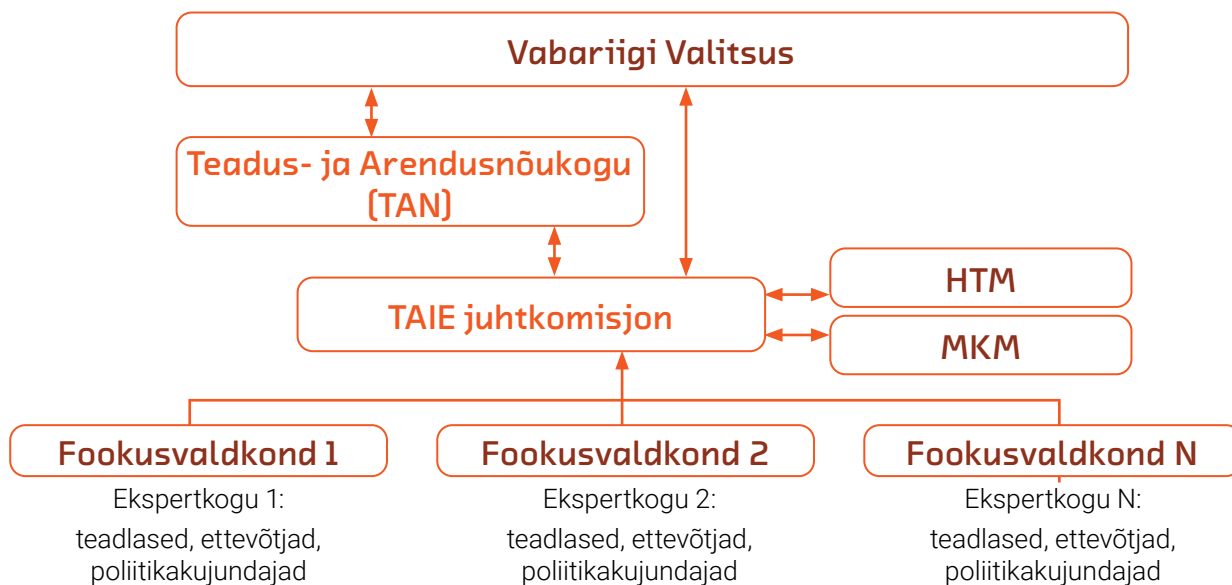 Vabariigi Valitsus
Teadus- ja Arendusnõukogu
(TAN)
TAIE juhtkomisjon
HTM
MKM
Fookusvaldkond 1
Ekspertkogu 1:
teadlased, ettevõtjad,
poliitikakujundajad
Fookusvaldkond 2
Ekspertkogu 2:
teadlased, ettevõtjad,
poliitikakujundajad
Fookusvaldkond N
Ekspertkogu N:
teadlased, ettevõtjad,
poliitikakujundajad